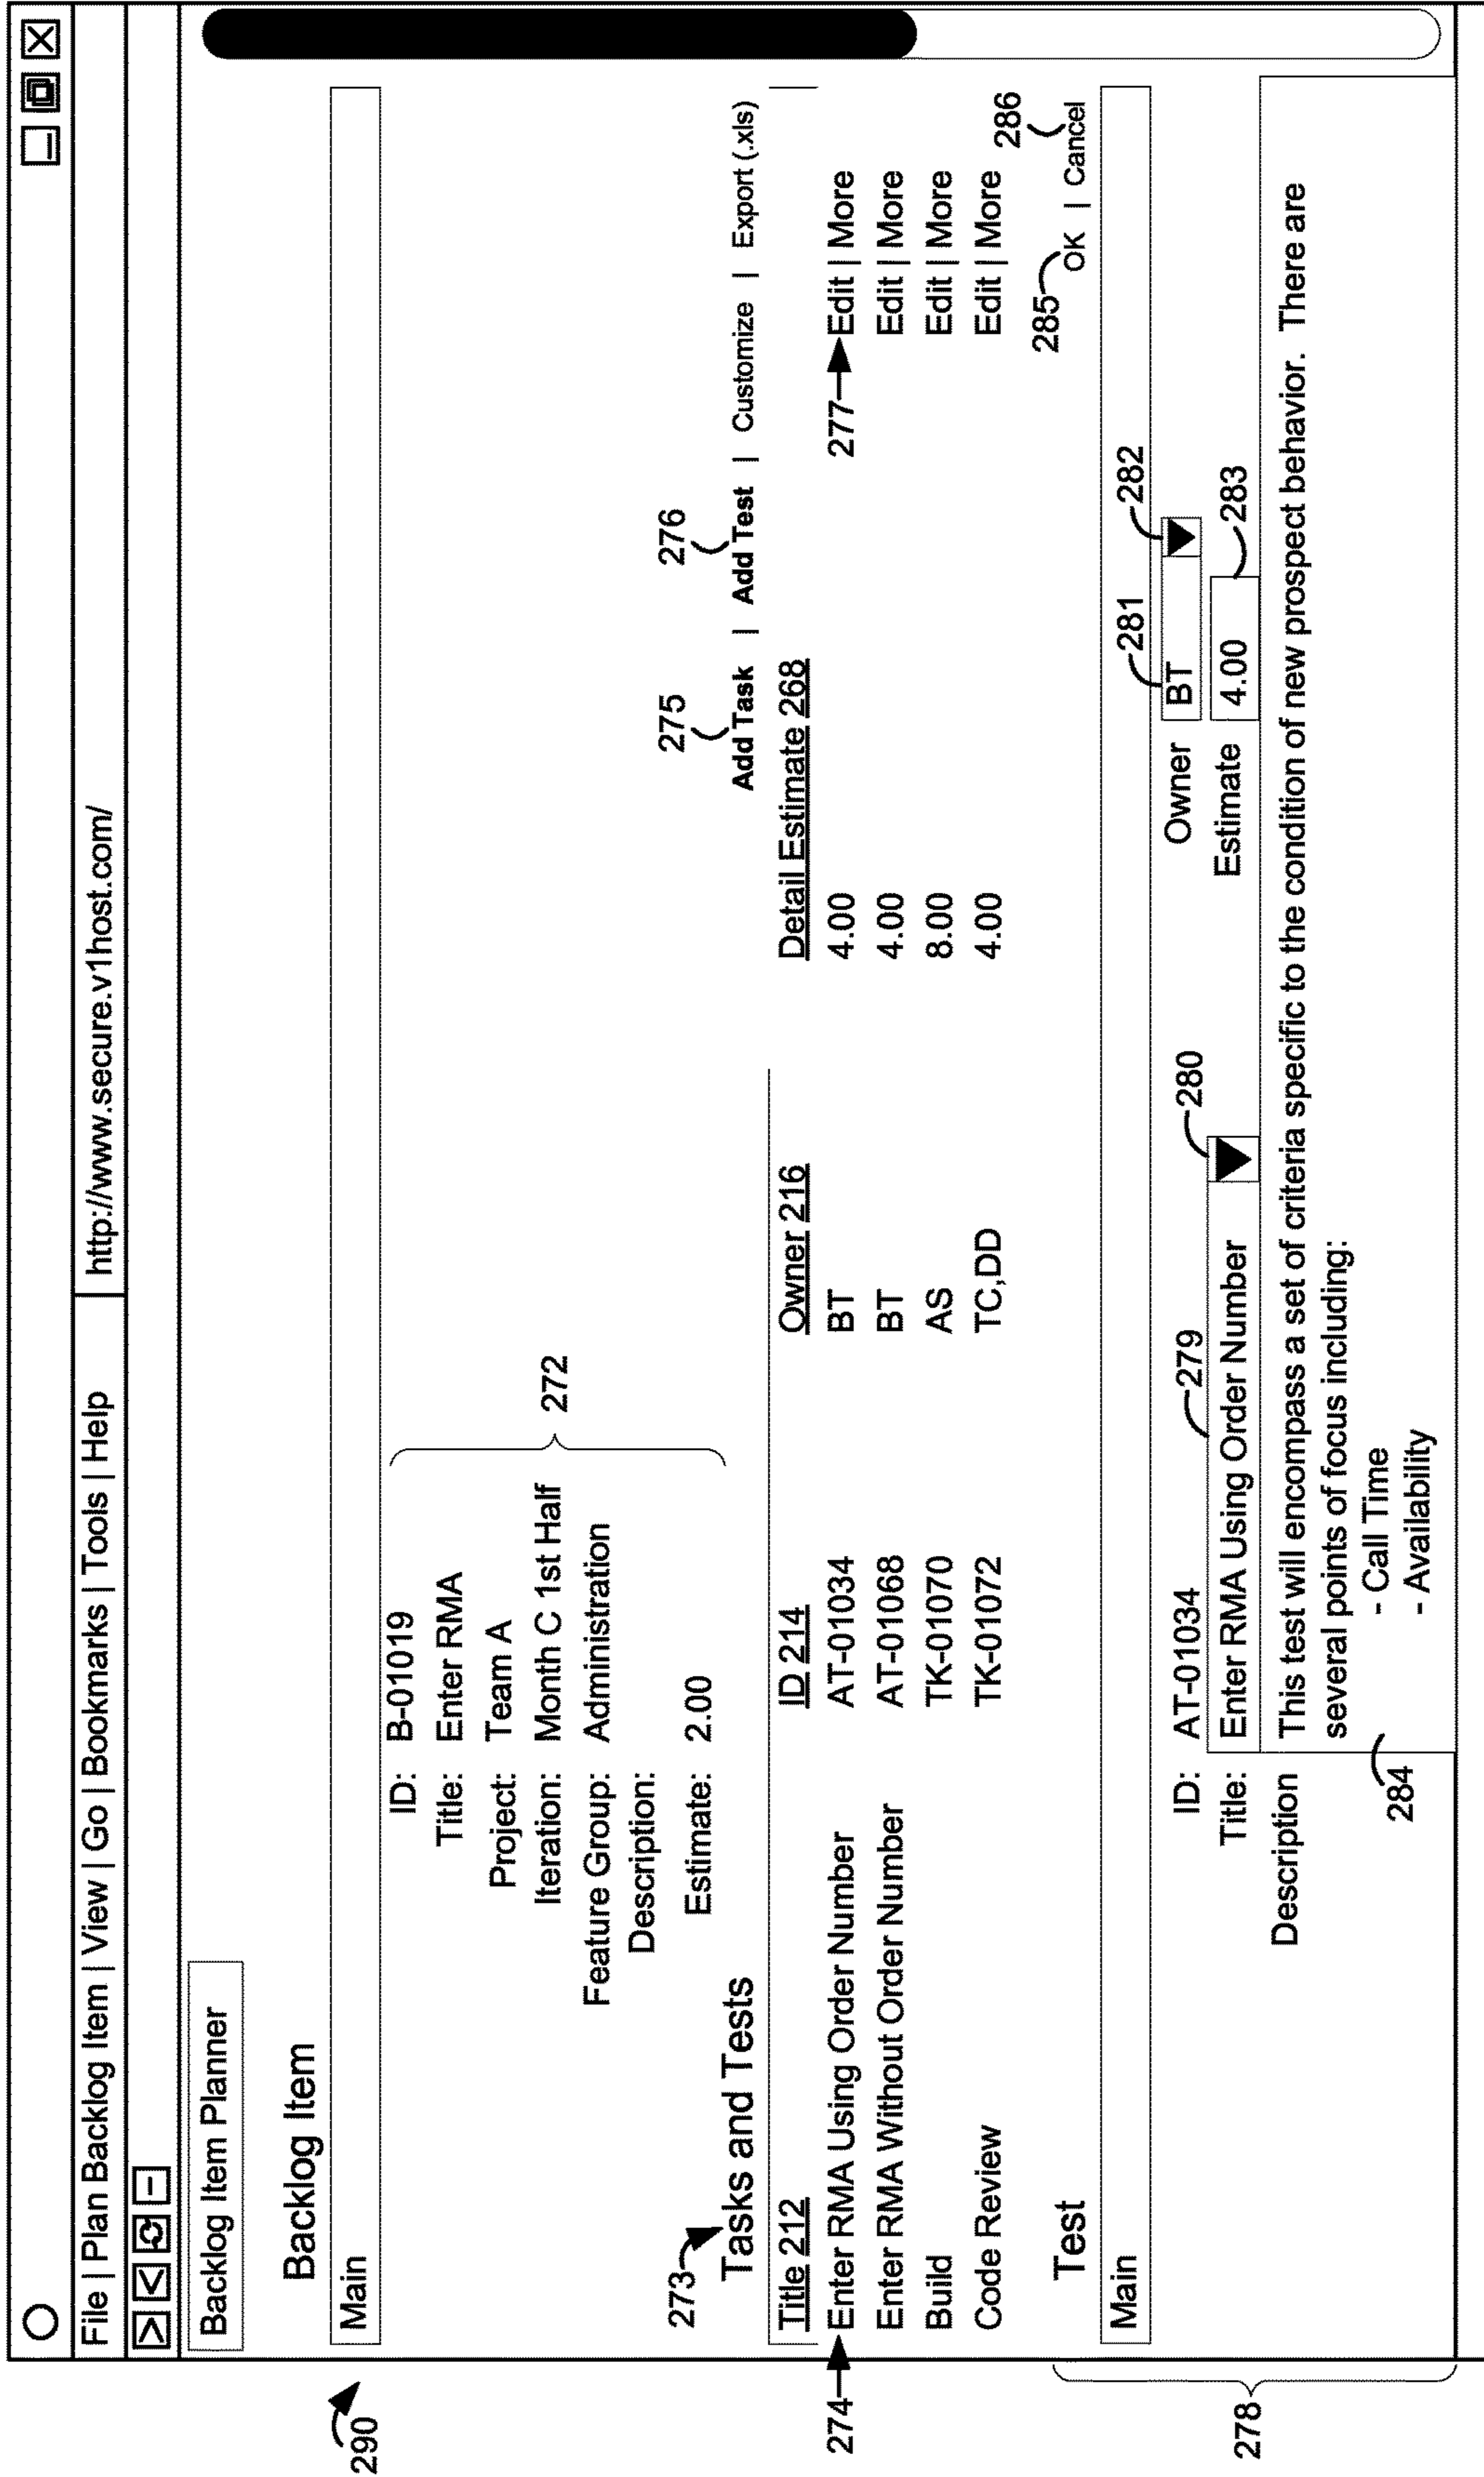 File | Plan Backlog Item | View | Go | Bookmarks | Tools | Help http://www.secure.v1host.com/
Backlog Item Planner
290
Backlog Item
Main
ID: B-01019
Title: Enter RMA
Project: Team A
Iteration: Month C 1st Half
272
Feature Group: Administration
Description:
Estimate: 2.00
273
275 276
Tasks and Tests
Add Task | Add Test | Customize | Export (.xls)
Title 212 ID 214 Owner 216 Detail Estimate 268
274 Enter RMA Using Order Number AT-01034 BT 4.00 277 Edit | More
Enter RMA Without Order Number AT-01068 BT 4.00 Edit | More
Build TK-01070 AS 8.00 Edit | More
Code Review TK-01072 TC,DD 4.00 Edit | More
285 286
Test
OK | Cancel
Main
281 282
ID: AT-01034 279 280 Owner BT
Title: Enter RMA Using Order Number Estimate 4.00 283
278
Description This test will encompass a set of criteria specific to the condition of new prospect behavior. There are
several points of focus including:
- Call Time
284
- Availability